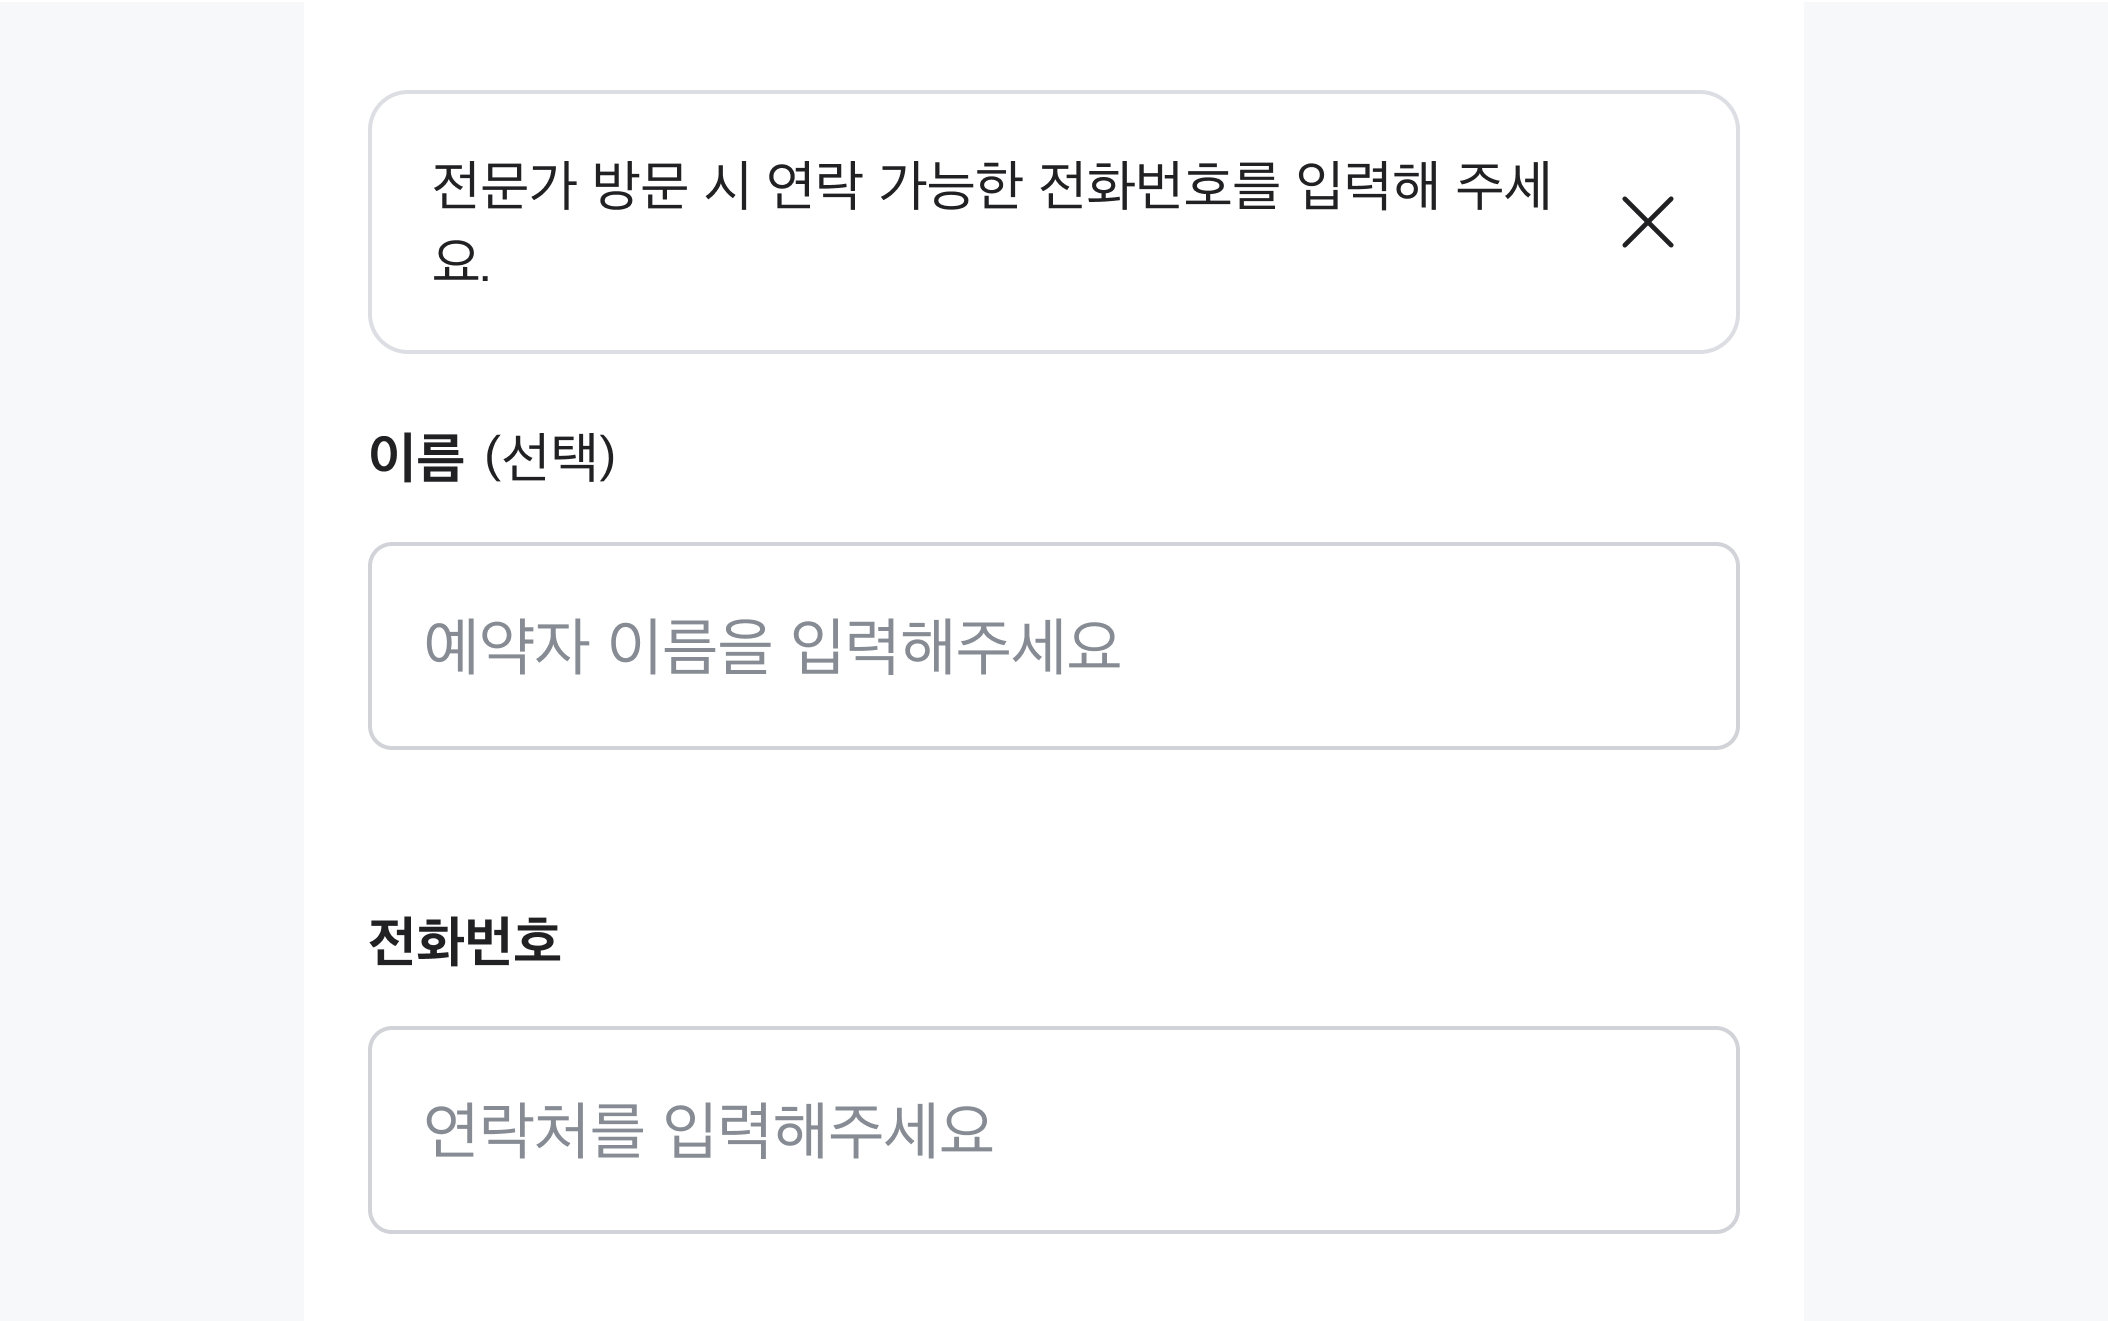 전문가 방문 시 연락 가능한 전화번호를 입력해 주세
요.
이름 (선택)
예약자 이름을 입력해주세요
전화번호
연락처를 입력해주세요